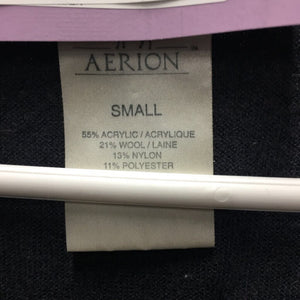 AERION
SMALL
55% ACRYLIC / ACRYLIQUE
21% WOOL / LAINE
13% NYLON
11% POLYESTER